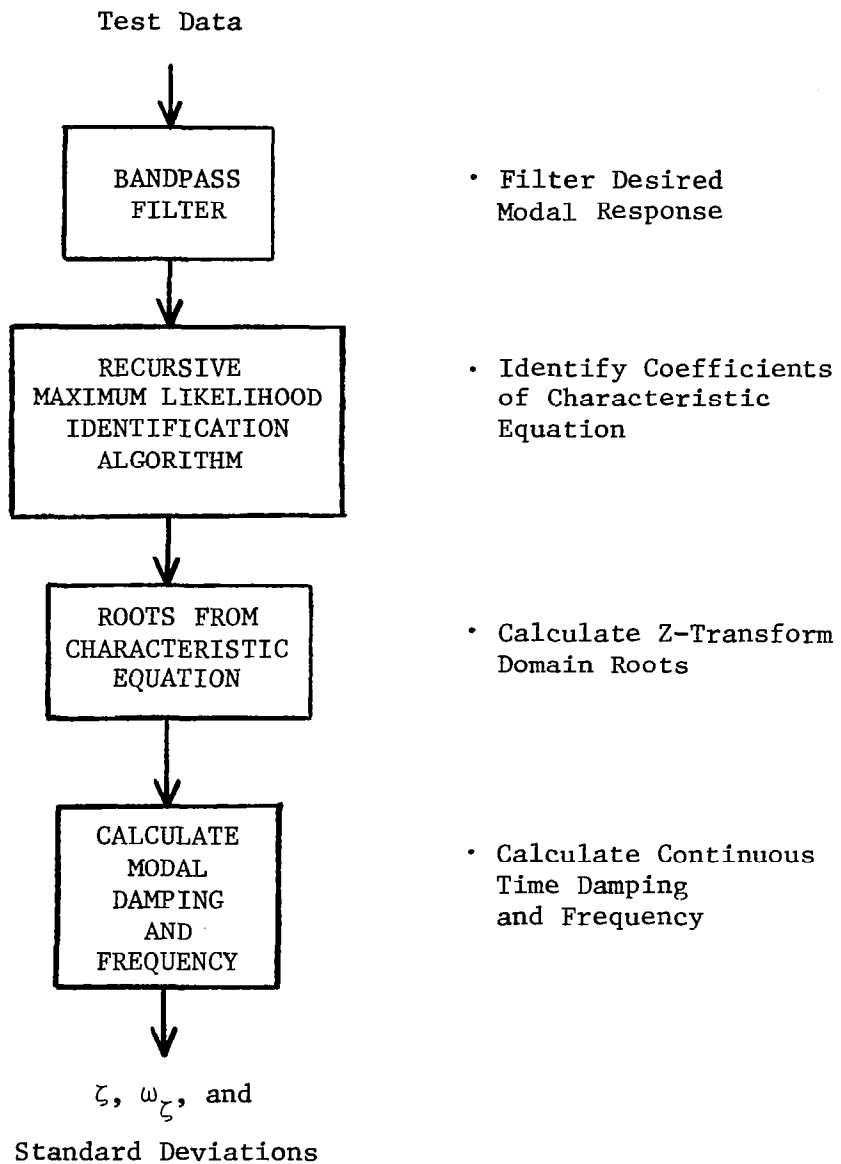 Test Data
BANDPASS
FILTER
• Filter Desired
Modal Response
RECURSIVE
MAXIMUM LIKELIHOOD
IDENTIFICATION
ALGORITHM
• Identify Coefficients
of Characteristic
Equation
ROOTS FROM
CHARACTERISTIC
EQUATION
• Calculate Z-Transform
Domain Roots
CALCULATE
MODAL
DAMPING
AND
FREQUENCY
• Calculate Continuous
Time Damping
and Frequency
ζ, ω_ζ, and
Standard Deviations